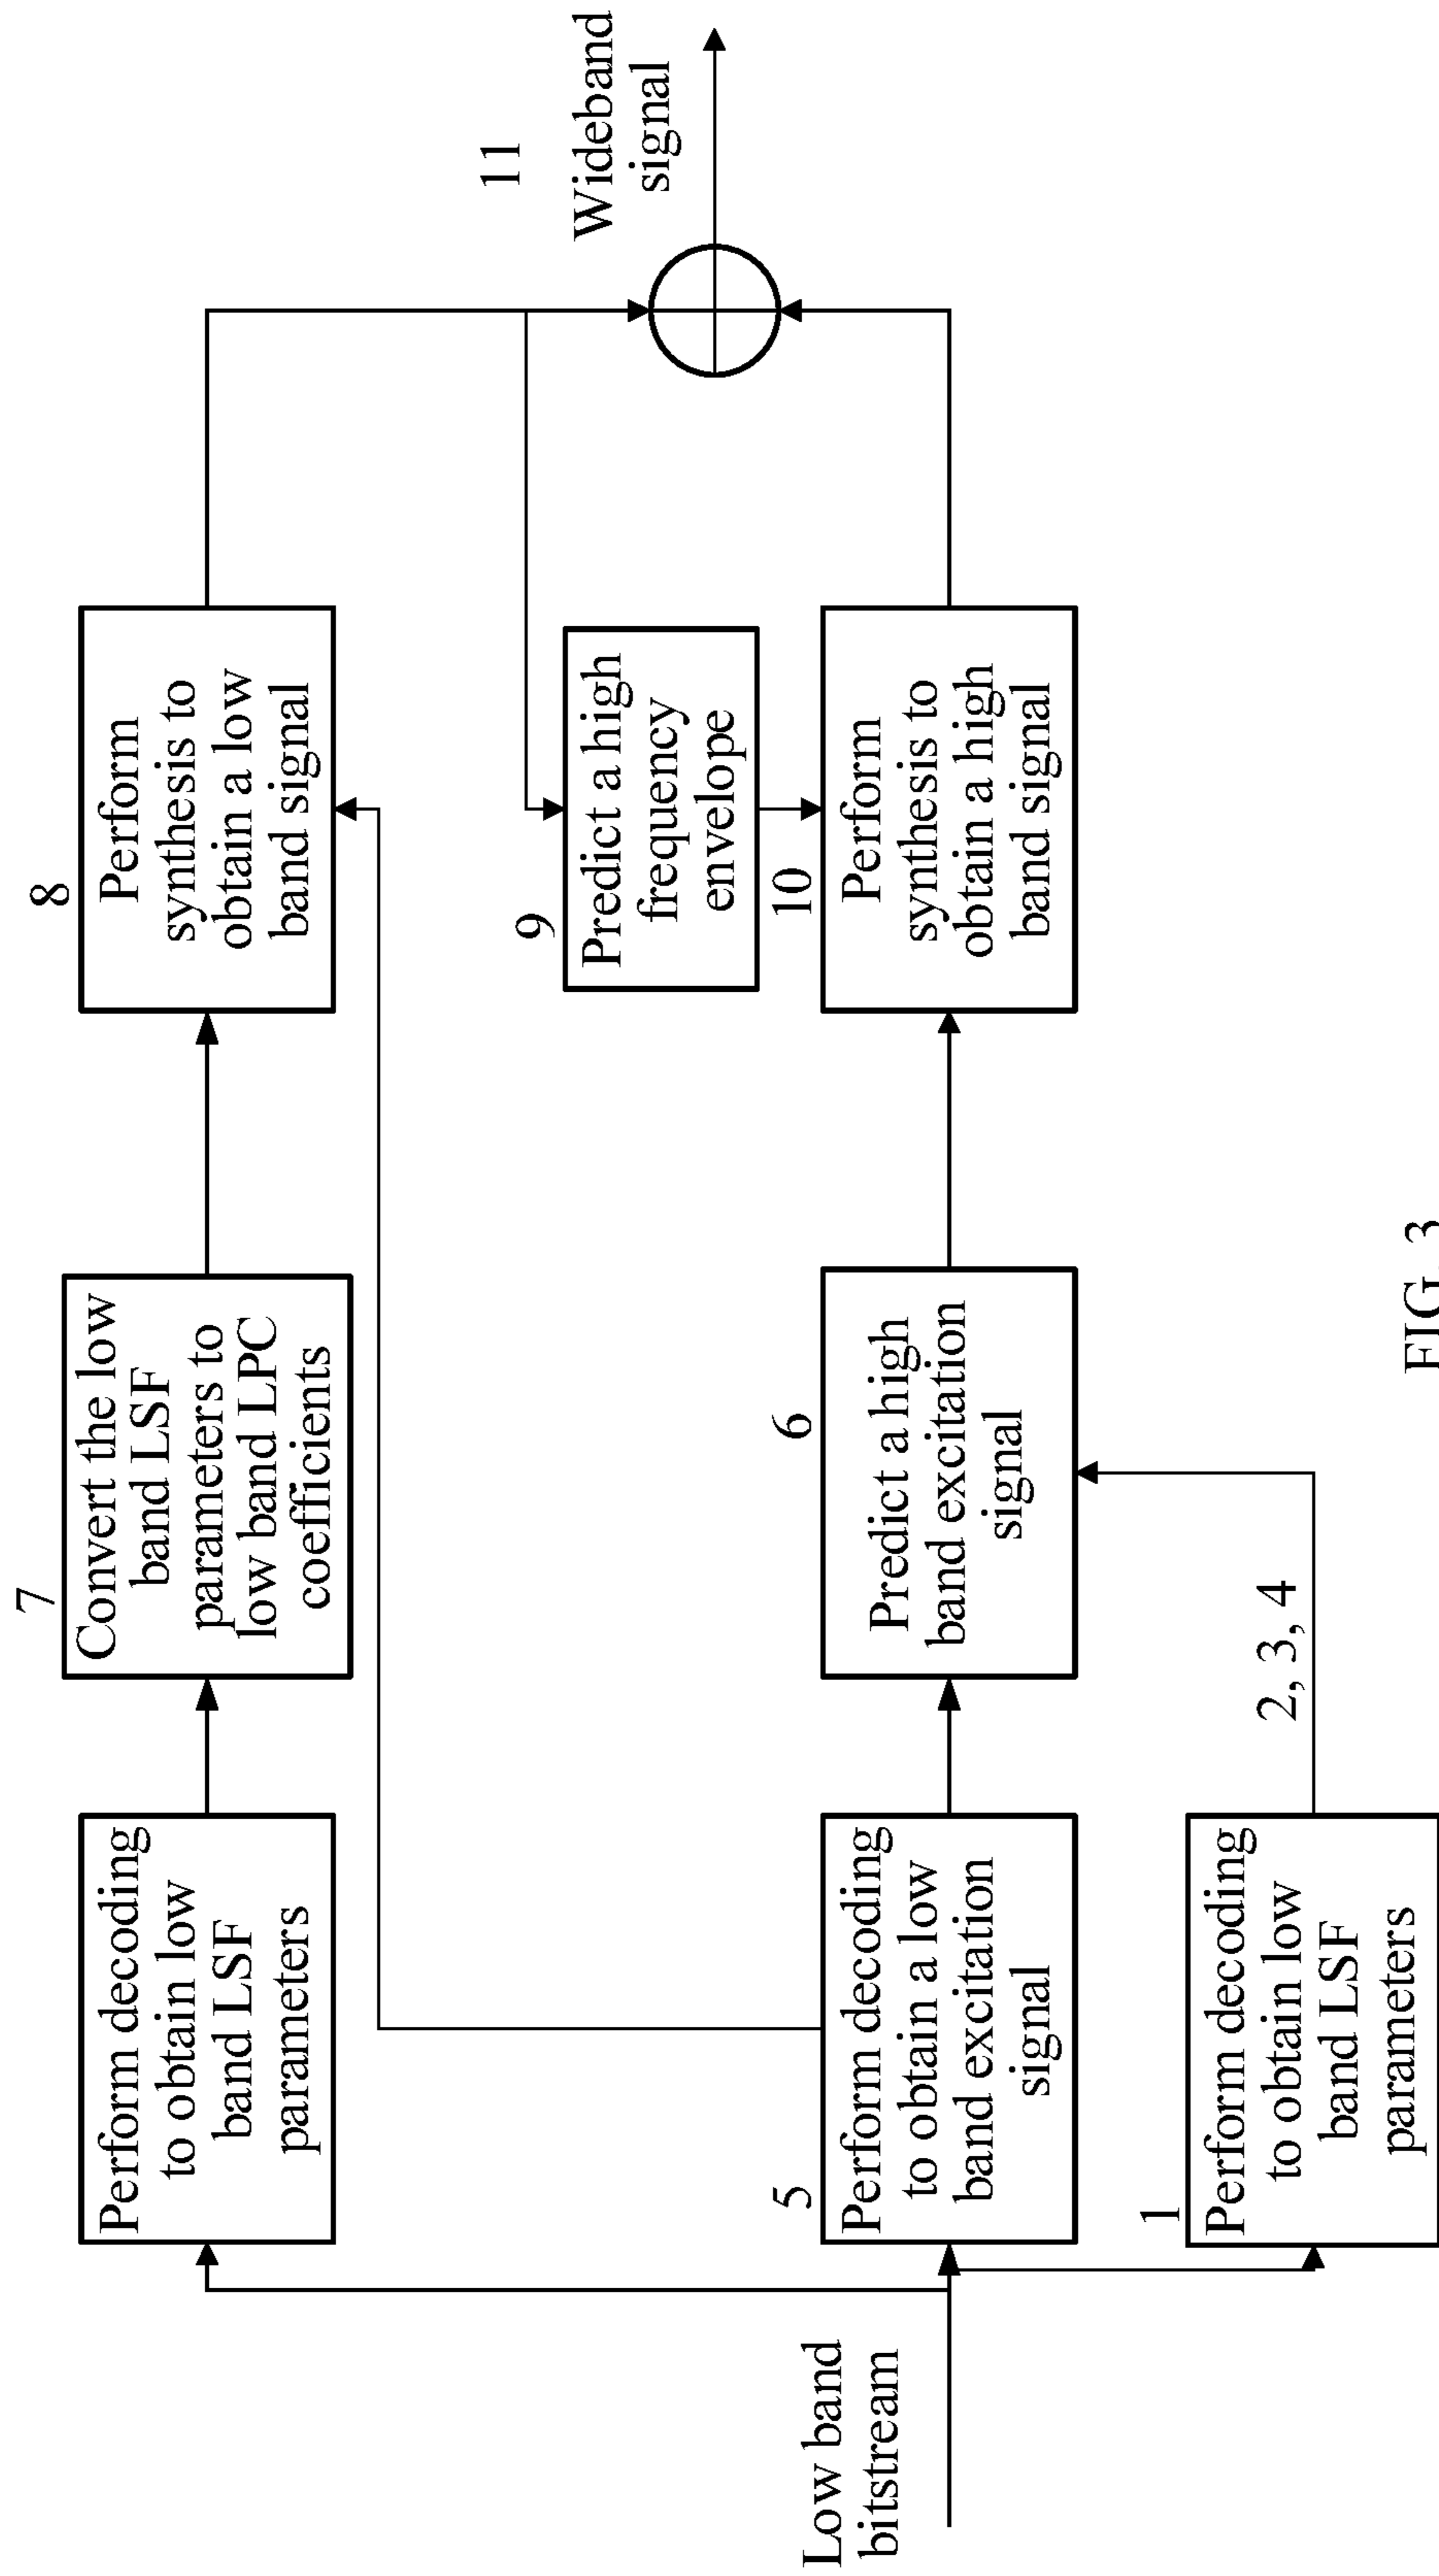 Low band
bitstream
Perform decoding
to obtain low
band LSF
parameters
7
Convert the low
band LSF
parameters to
low band LPC
coefficients
8
Perform
synthesis to
obtain a low
band signal
11
Wideband
signal
9
Predict a high
frequency
envelope
5
Perform decoding
to obtain a low
band excitation
signal
6
Predict a high
band excitation
signal
10
Perform
synthesis to
obtain a high
band signal
1
Perform decoding
to obtain low
band LSF
parameters
2, 3, 4
FIG. 3